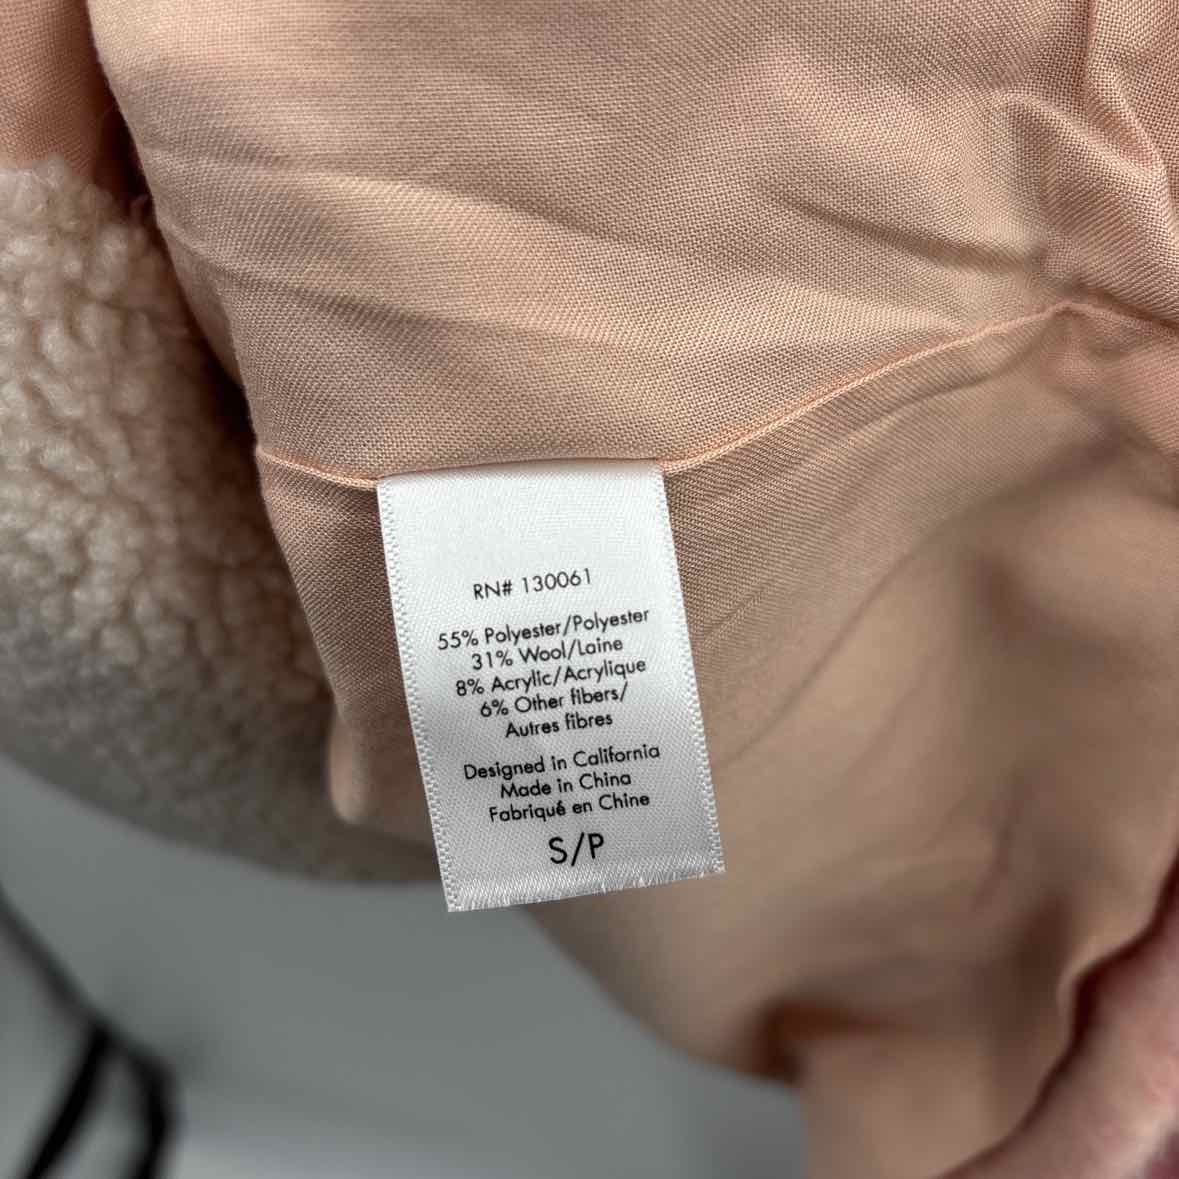 RN# 130061
55% Polyester/Polyester
31% Wool/Laine
8% Acrylic/Acrylique
6% Other fibers/
Autres fibres
Designed in California
Made in China
Fabriqué en Chine
S/P